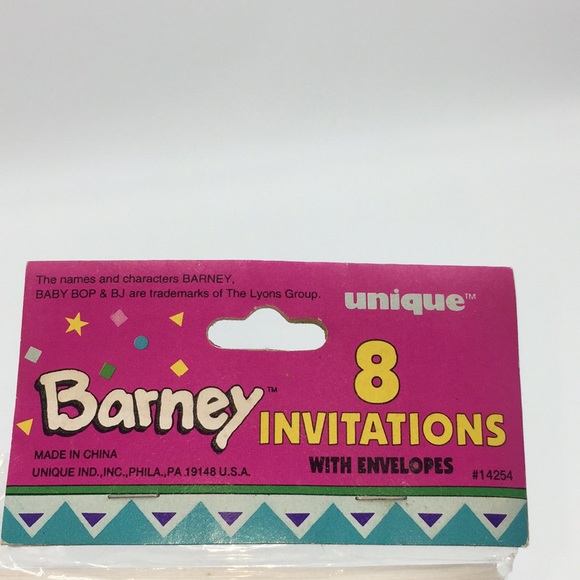 The names and characters BARNEY,
BABY BOP & BJ are trademarks of The Lyons Group.
unique™
Barney™
8
INVITATIONS
WITH ENVELOPES
MADE IN CHINA
UNIQUE IND.,INC.,PHILA.,PA 19148 U.S.A.
#14254